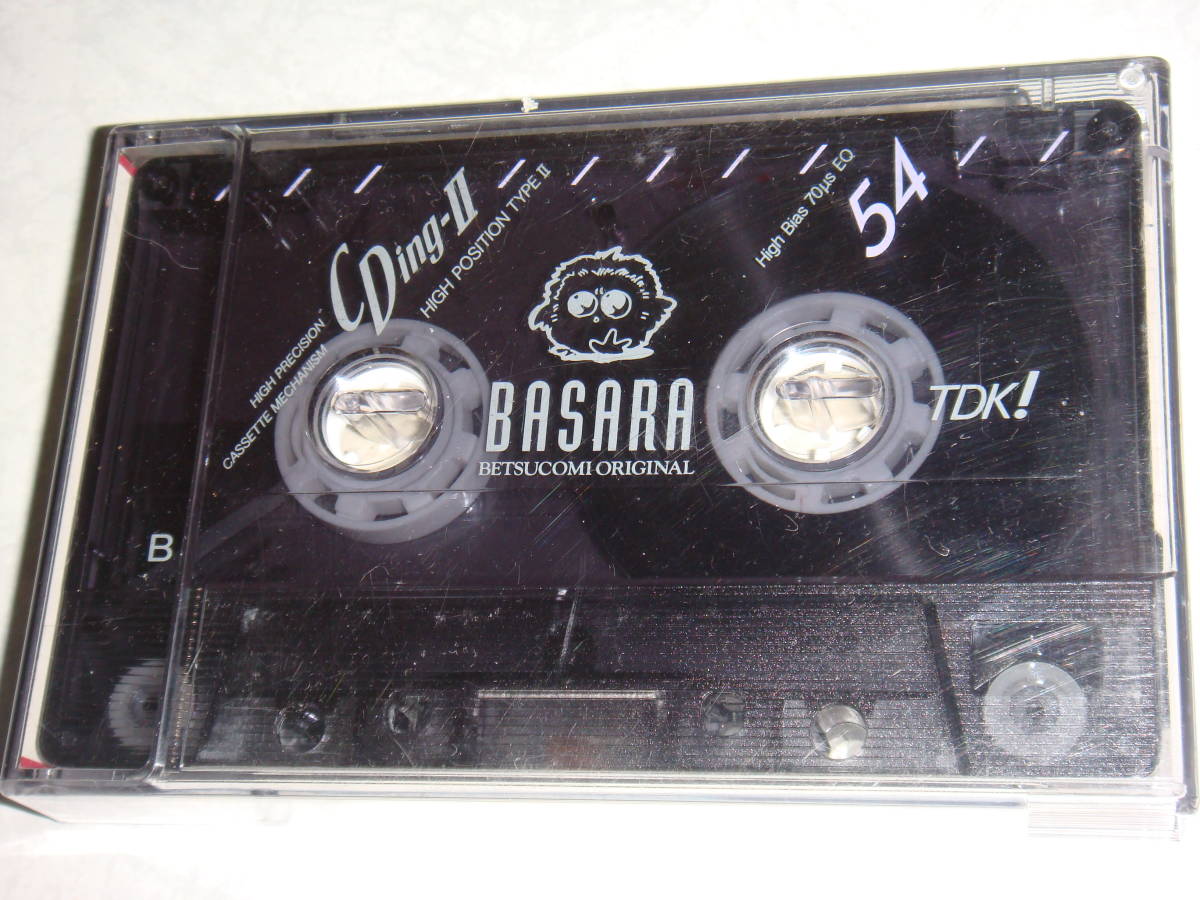 HIGH PRECISION
CASSETTE MECHANISM
CDing-II
HIGH POSITION TYPE II
High Bias 70µs EQ
54
BASARA
BETSUCOMI ORIGINAL
TDK!
B